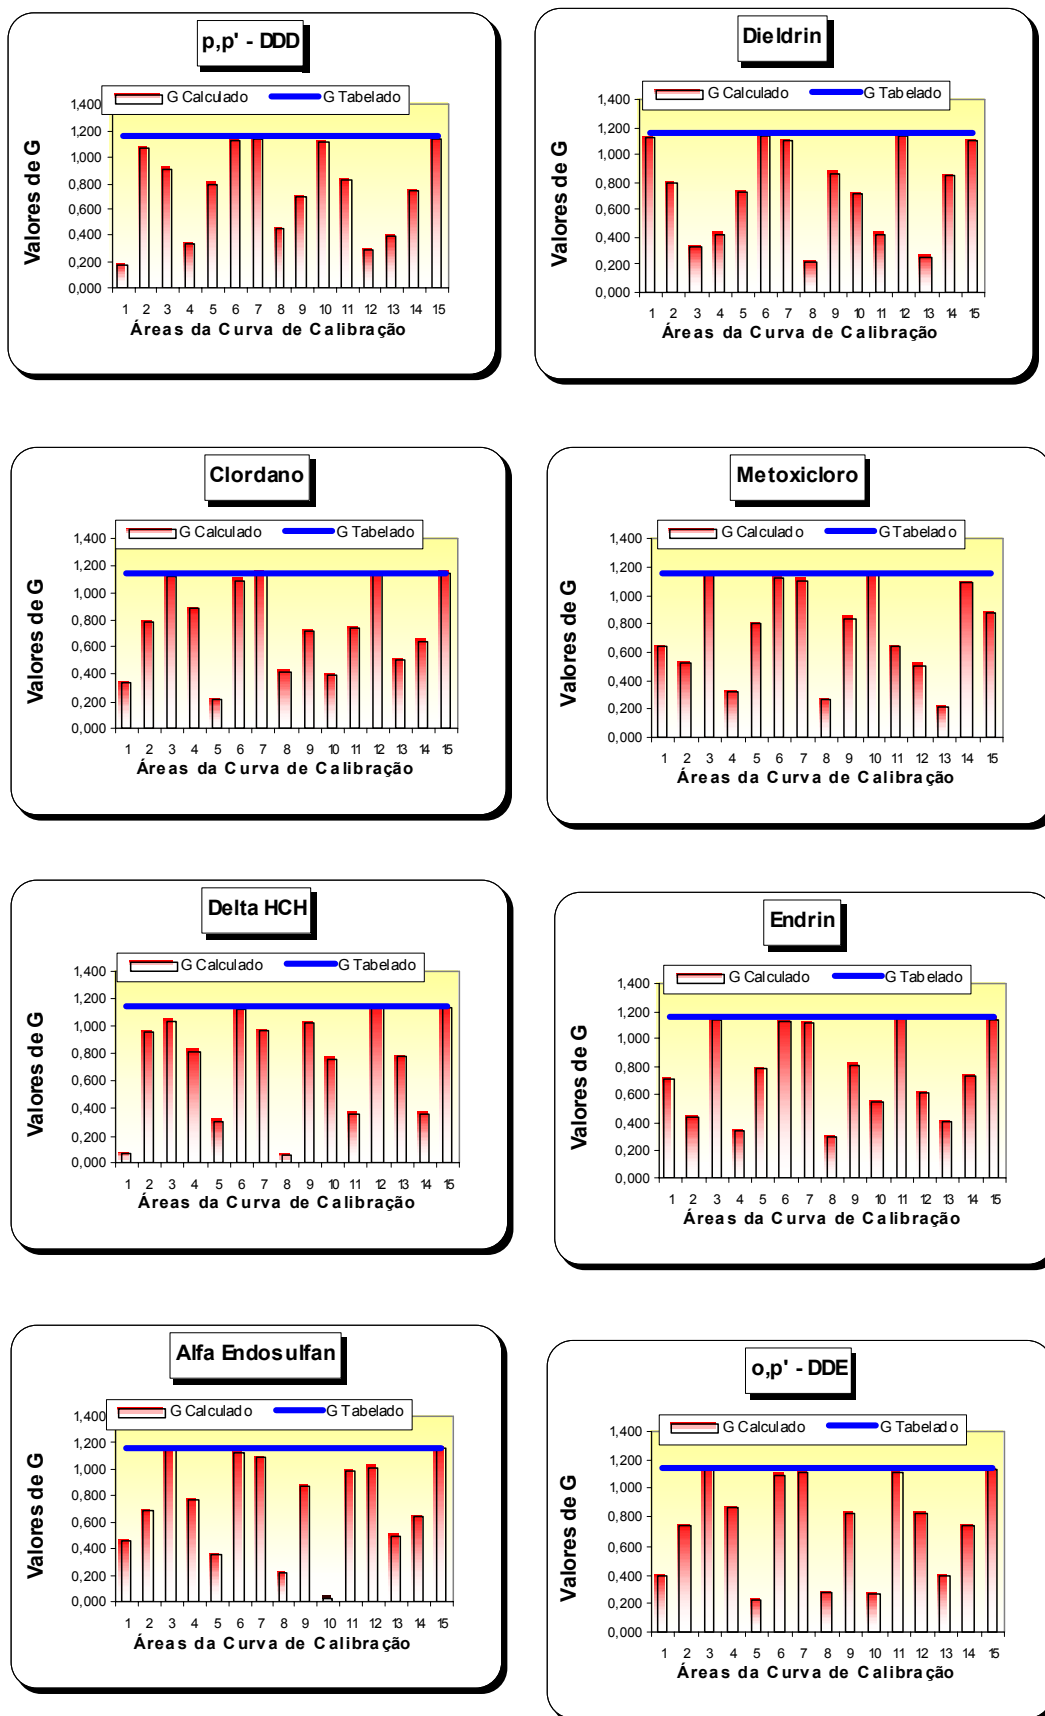 p,p' - DDD
G Calculado G Tabelado
Valores de G
1,400
1,200
1,000
0,800
0,600
0,400
0,200
0,000
1 2 3 4 5 6 7 8 9 10 11 12 13 14 15
Áreas da Curva de Calibração
Dieldrin
G Calculado G Tabelado
Valores de G
1,400
1,200
1,000
0,800
0,600
0,400
0,200
0,000
1 2 3 4 5 6 7 8 9 10 11 12 13 14 15
Áreas da Curva de Calibração
Clordano
G Calculado G Tabelado
Valores de G
1,400
1,200
1,000
0,800
0,600
0,400
0,200
0,000
1 2 3 4 5 6 7 8 9 10 11 12 13 14 15
Áreas da Curva de Calibração
Metoxicloro
G Calculado G Tabelado
Valores de G
1,400
1,200
1,000
0,800
0,600
0,400
0,200
0,000
1 2 3 4 5 6 7 8 9 10 11 12 13 14 15
Áreas da Curva de Calibração
Delta HCH
G Calculado G Tabelado
Valores de G
1,400
1,200
1,000
0,800
0,600
0,400
0,200
0,000
1 2 3 4 5 6 7 8 9 10 11 12 13 14 15
Áreas da Curva de Calibração
Endrin
G Calculado G Tabelado
Valores de G
1,400
1,200
1,000
0,800
0,600
0,400
0,200
0,000
1 2 3 4 5 6 7 8 9 10 11 12 13 14 15
Áreas da Curva de Calibração
Alfa Endosulfan
G Calculado G Tabelado
Valores de G
1,400
1,200
1,000
0,800
0,600
0,400
0,200
0,000
1 2 3 4 5 6 7 8 9 10 11 12 13 14 15
Áreas da Curva de Calibração
o,p' - DDE
G Calculado G Tabelado
Valores de G
1,400
1,200
1,000
0,800
0,600
0,400
0,200
0,000
1 2 3 4 5 6 7 8 9 10 11 12 13 14 15
Áreas da Curva de Calibração